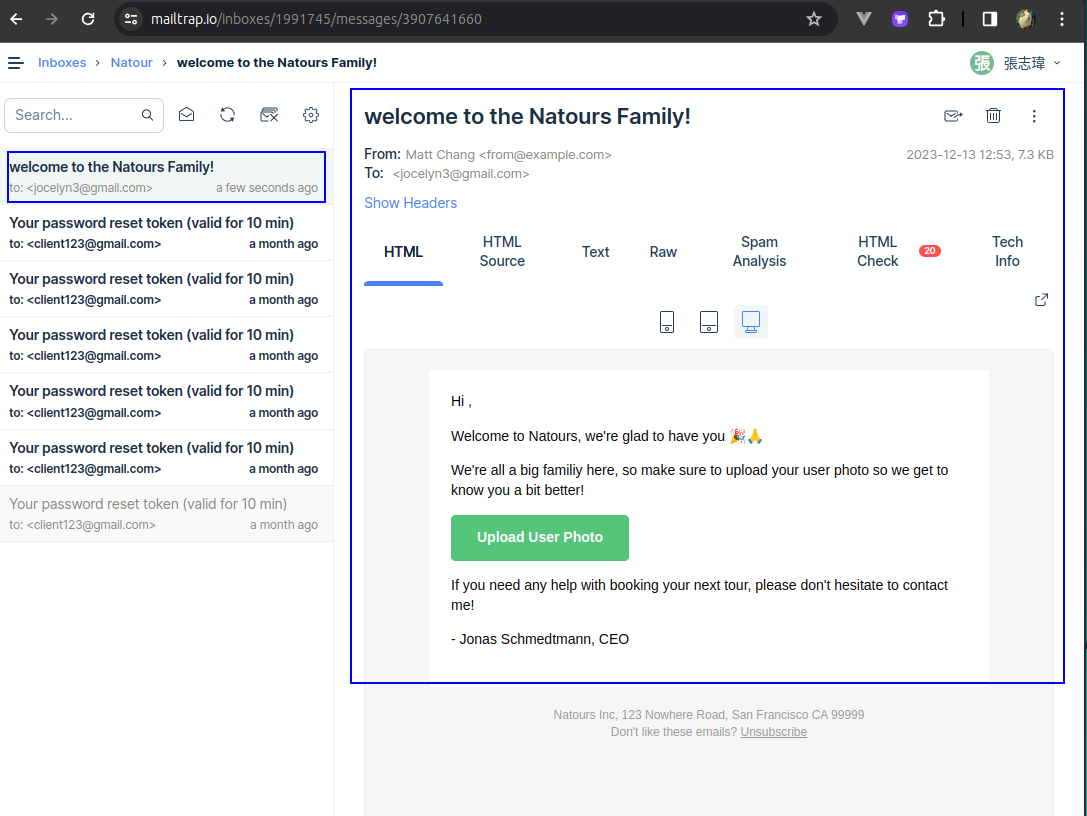 mailtrap.io/inboxes/1991745/messages/3907641660
Inboxes › Natour › welcome to the Natours Family!
張 張志瑋
Search...
welcome to the Natours Family!
to: <jocelyn3@gmail.com> a few seconds ago
Your password reset token (valid for 10 min)
to: <client123@gmail.com> a month ago
Your password reset token (valid for 10 min)
to: <client123@gmail.com> a month ago
Your password reset token (valid for 10 min)
to: <client123@gmail.com> a month ago
Your password reset token (valid for 10 min)
to: <client123@gmail.com> a month ago
Your password reset token (valid for 10 min)
to: <client123@gmail.com> a month ago
Your password reset token (valid for 10 min)
to: <client123@gmail.com> a month ago
welcome to the Natours Family!
From: Matt Chang <from@example.com> 2023-12-13 12:53, 7.3 KB
To: <jocelyn3@gmail.com>
Show Headers
HTML
HTML
Source
Text
Raw
Spam
Analysis
HTML
Check
20
Tech
Info
Hi ,
Welcome to Natours, we're glad to have you 🎉🙏
We're all a big familiy here, so make sure to upload your user photo so we get to
know you a bit better!
Upload User Photo
If you need any help with booking your next tour, please don't hesitate to contact
me!
- Jonas Schmedtmann, CEO
Natours Inc, 123 Nowhere Road, San Francisco CA 99999
Don't like these emails? Unsubscribe